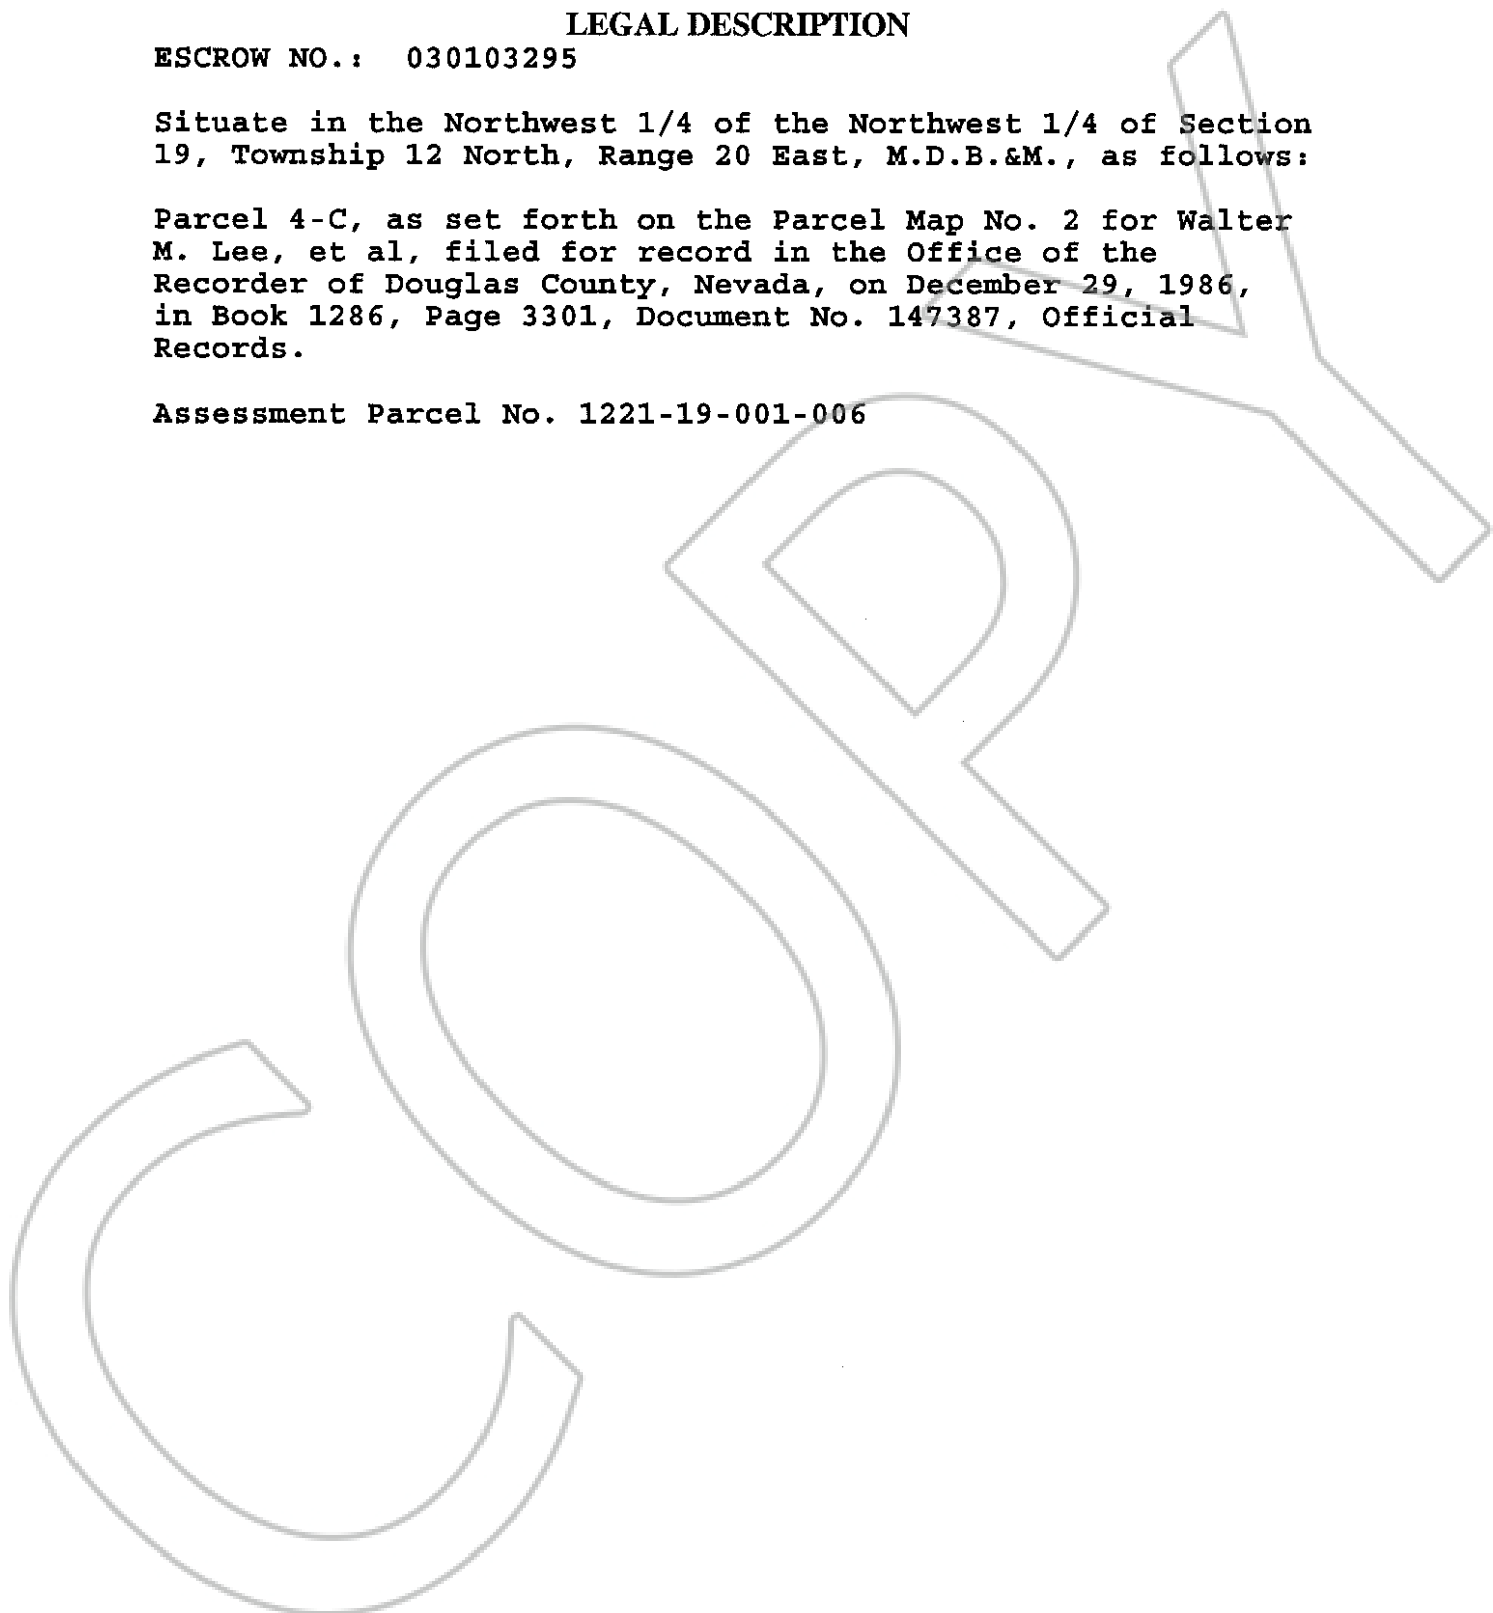 LEGAL DESCRIPTION
ESCROW NO.: 030103295
Situate in the Northwest 1/4 of the Northwest 1/4 of Section
19, Township 12 North, Range 20 East, M.D.B.&M., as follows:
Parcel 4-C, as set forth on the Parcel Map No. 2 for Walter
M. Lee, et al, filed for record in the Office of the
Recorder of Douglas County, Nevada, on December 29, 1986,
in Book 1286, Page 3301, Document No. 147387, Official
Records.
Assessment Parcel No. 1221-19-001-006
COPY